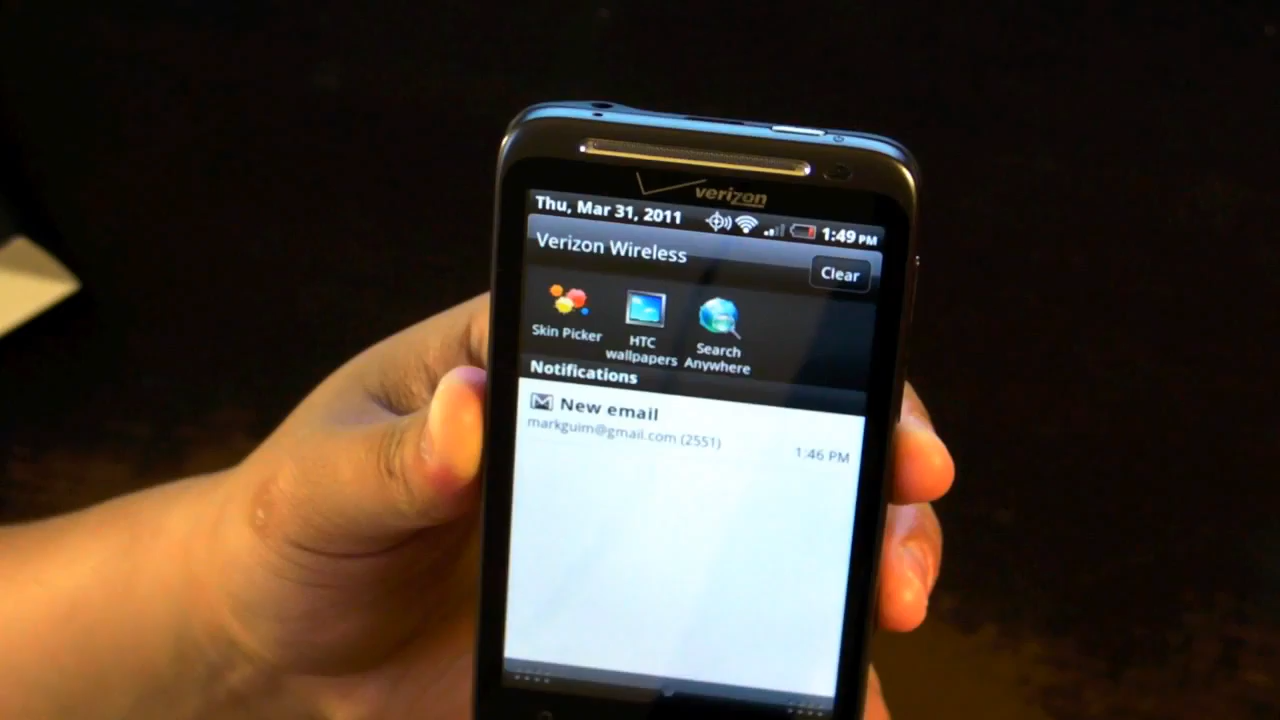 verizon
Thu, Mar 31, 2011 1:49 PM
Verizon Wireless
Clear
Skin Picker
HTC
wallpapers
Search
Anywhere
Notifications
New email
markguim@gmail.com (2551)
1:46 PM